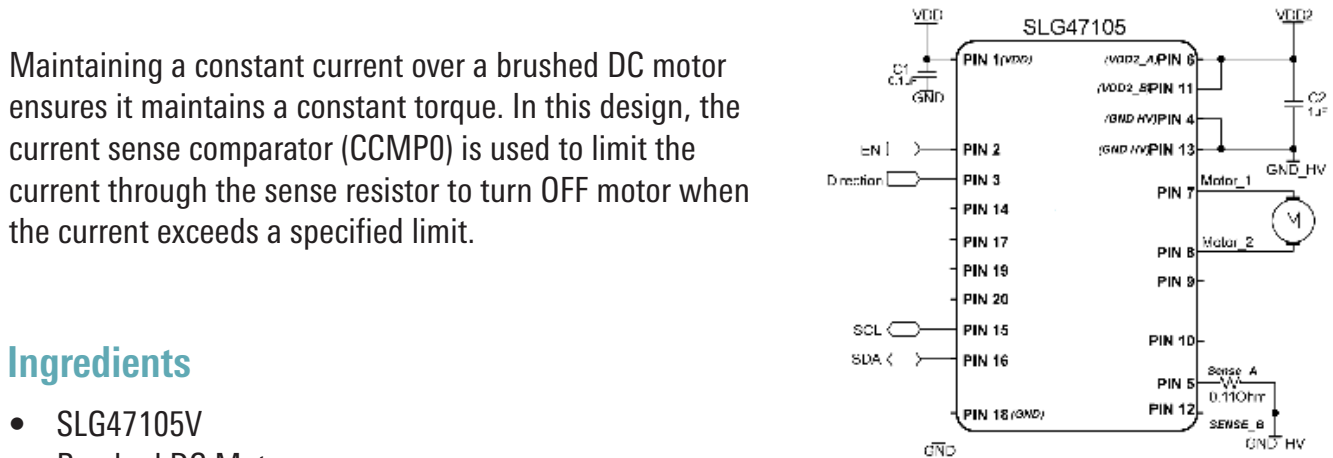 Maintaining a constant current over a brushed DC motor
ensures it maintains a constant torque. In this design, the
current sense comparator (CCMP0) is used to limit the
current through the sense resistor to turn OFF motor when
the current exceeds a specified limit.
Ingredients
• SLG47105V
VDD
SLG47105
VDD2
PIN 1(VDD)
(VDD2_A)PIN 6
C1
0.1uF
GND
(VDD2_B)PIN 11
C2
1uF
(GND HV)PIN 4
EN
PIN 2
(GND HV)PIN 13
GND_HV
Direction
PIN 3
PIN 7
Motor_1
M
PIN 14
PIN 17
PIN 8
Motor_2
PIN 19
PIN 9
PIN 20
SCL
PIN 15
PIN 10
SDA
PIN 16
PIN 5
Sense_A
0.11Ohm
PIN 18(GND)
PIN 12
SENSE_B
GND
GND HV